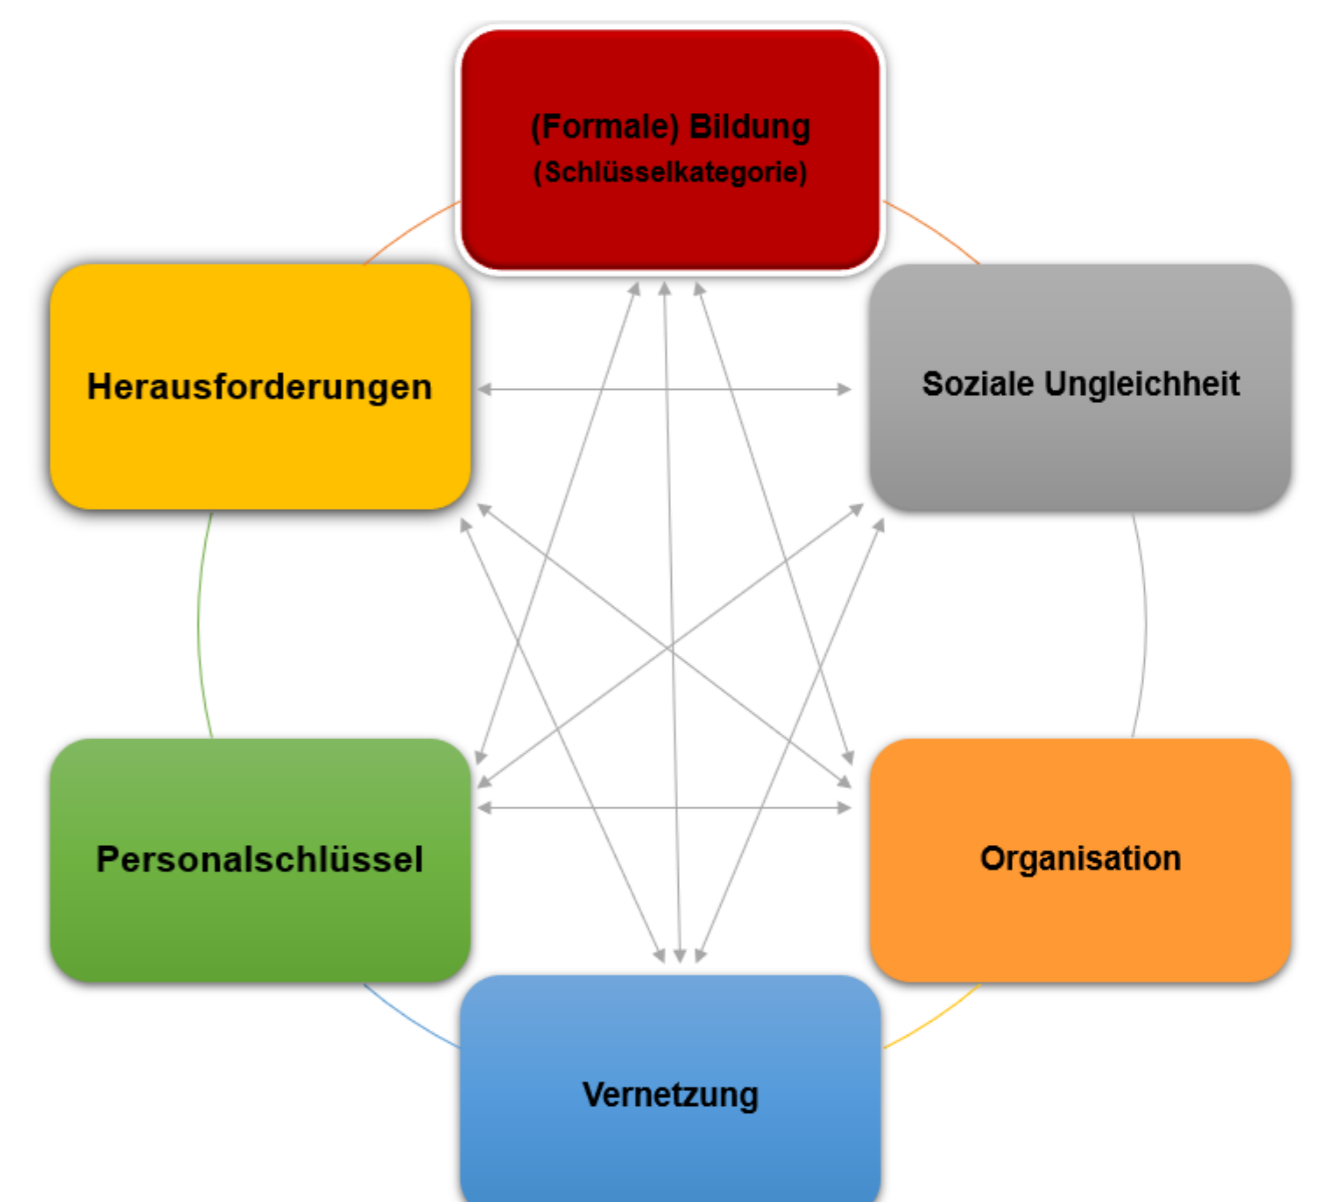 (Formale) Bildung
(Schlüsselkategorie)
Herausforderungen
Soziale Ungleichheit
Personalschlüssel
Organisation
Vernetzung